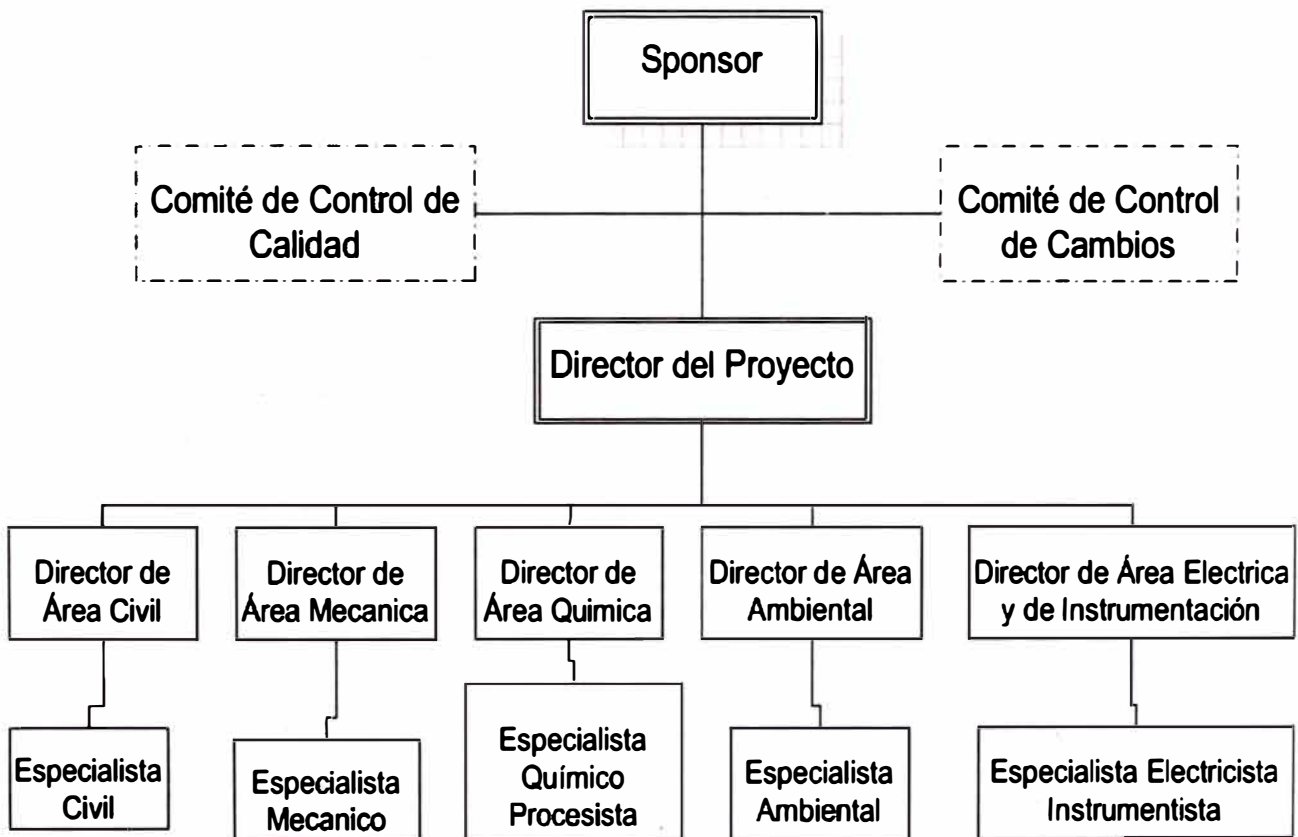 Sponsor
Comité de Control de
Calidad
Comité de Control
de Cambios
Director del Proyecto
Director de
Área Civil
Director de
Área Mecanica
Director de
Área Quimica
Director de Área
Ambiental
Director de Área Electrica
y de Instrumentación
Especialista
Civil
Especialista
Mecanico
Especialista
Químico
Procesista
Especialista
Ambiental
Especialista Electricista
Instrumentista